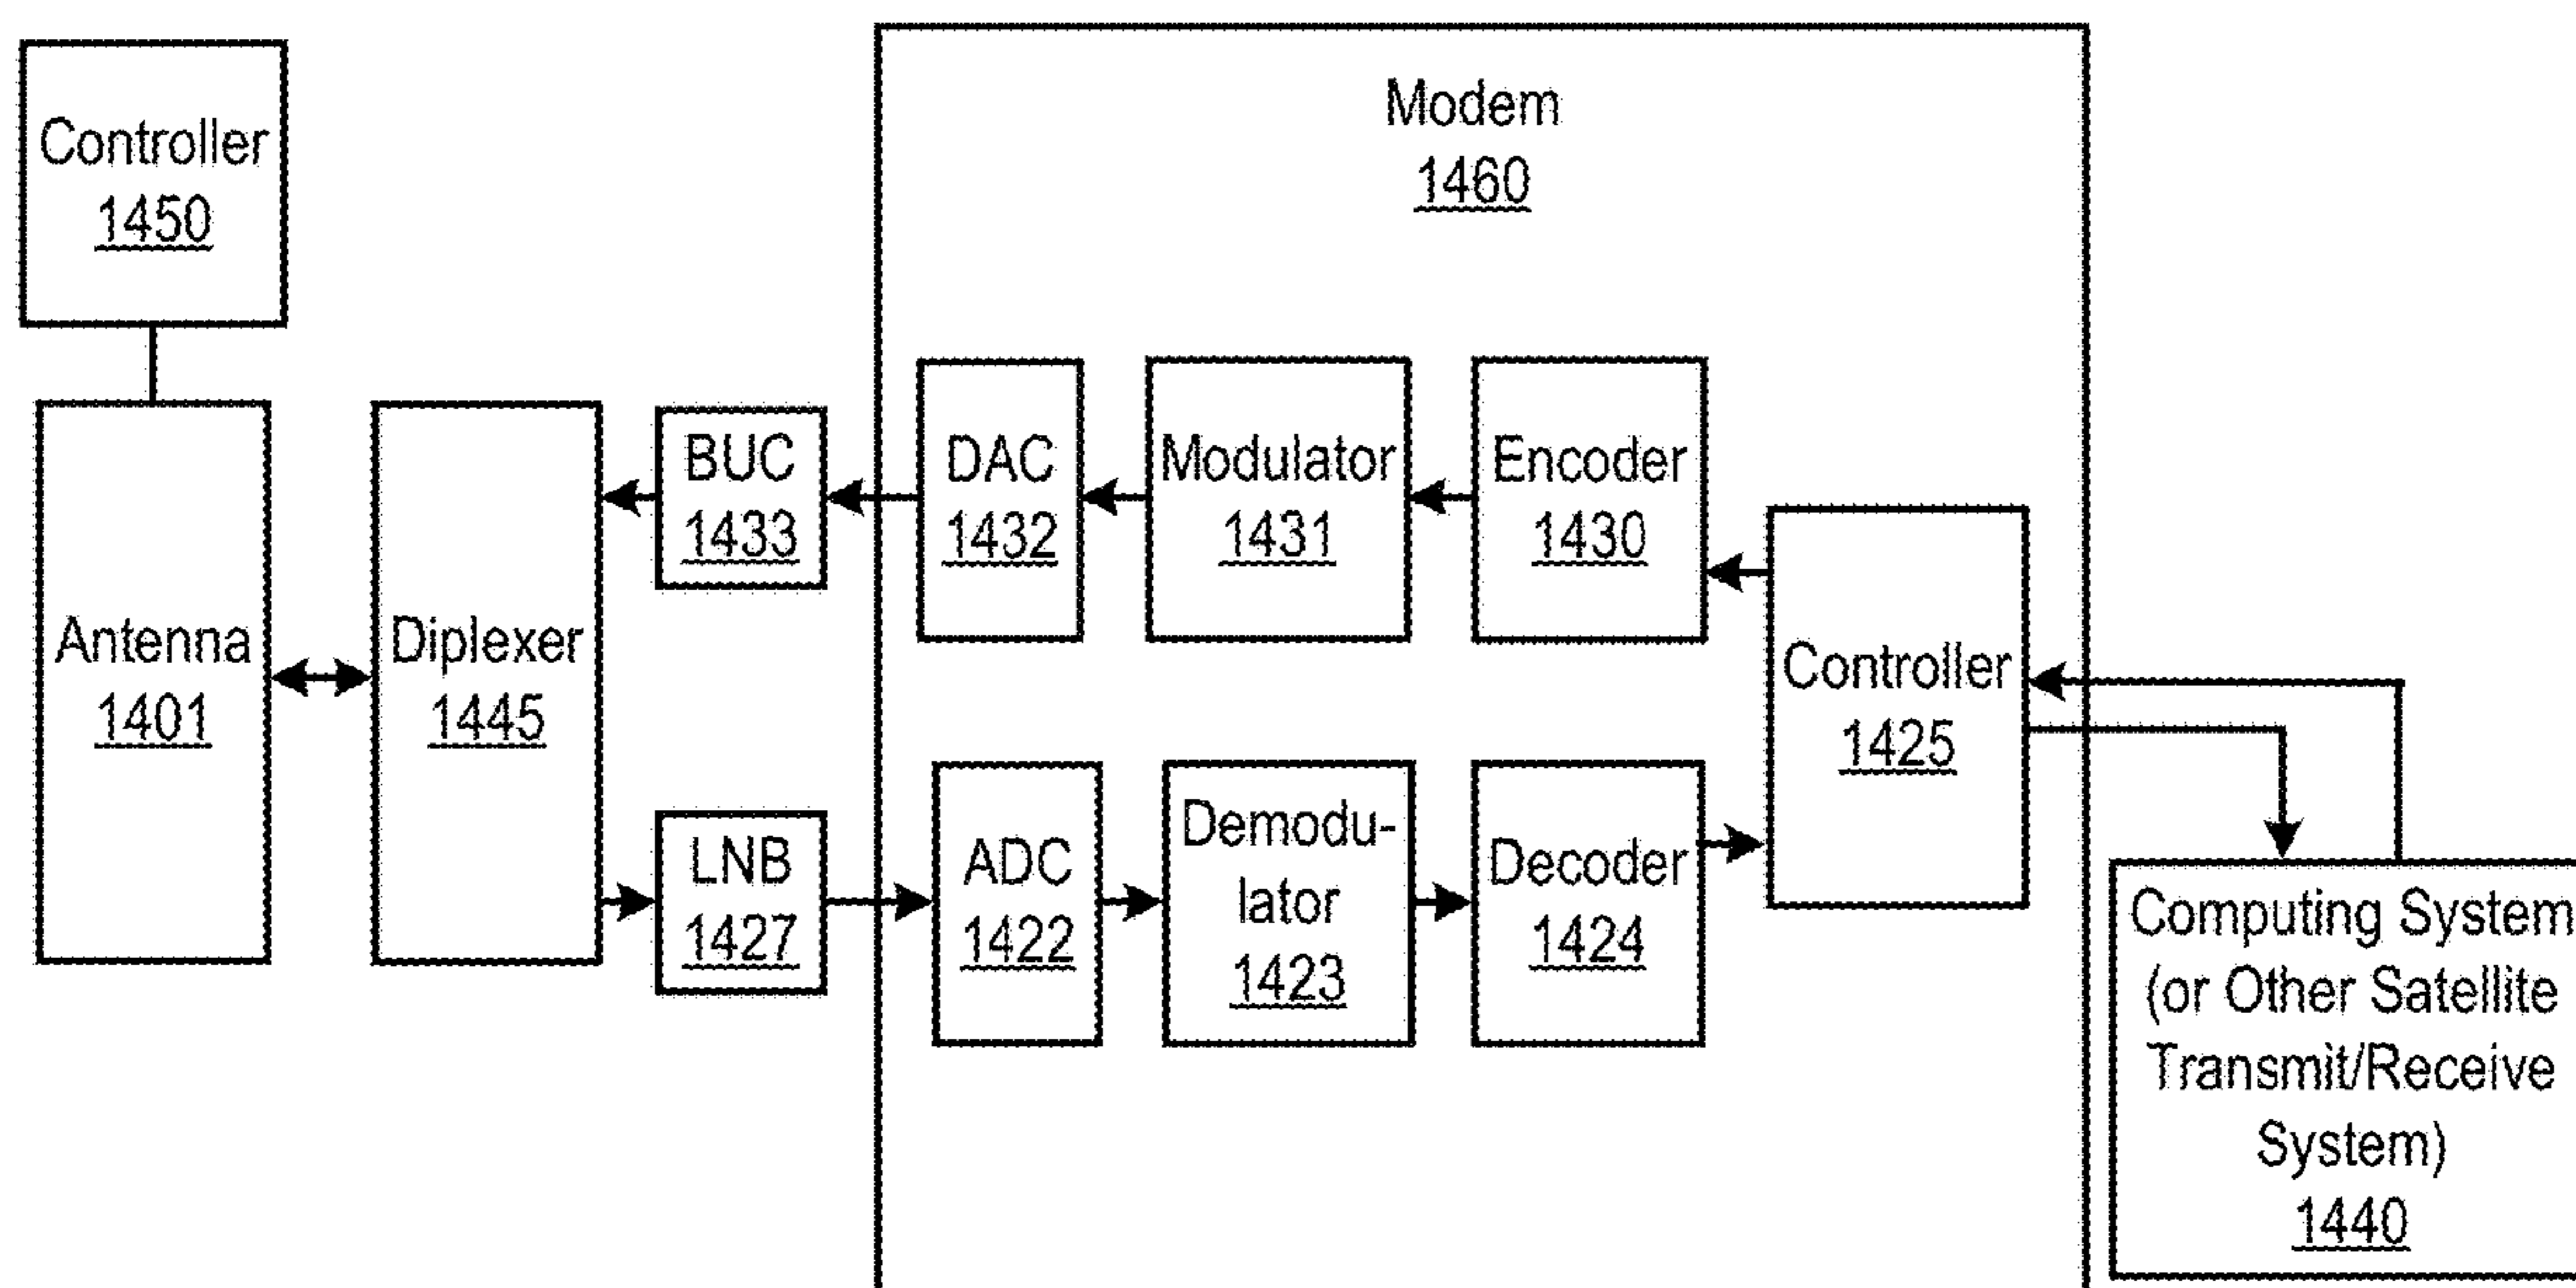 Controller
1450
Modem
1460
BUC
1433
DAC
1432
Modulator
1431
Encoder
1430
Antenna
1401
Diplexer
1445
Controller
1425
LNB
1427
ADC
1422
Demodu-
lator
1423
Decoder
1424
Computing System
(or Other Satellite
Transmit/Receive
System)
1440